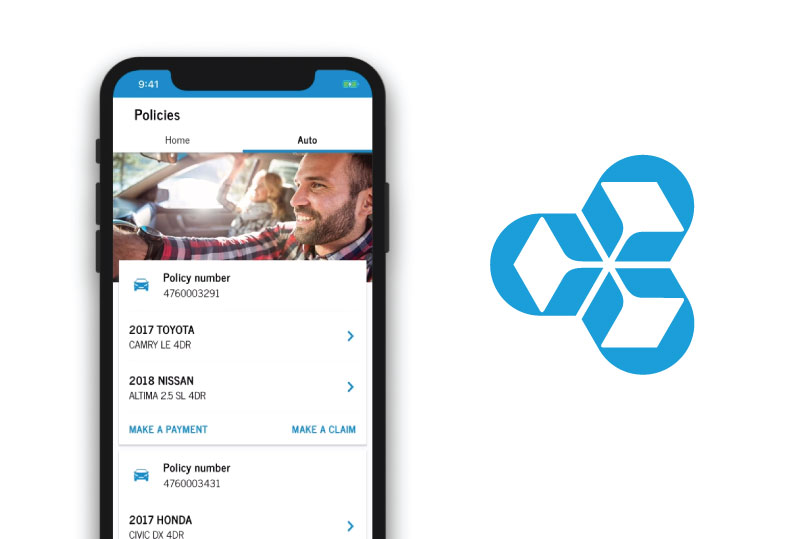 9:41
Policies
Home Auto
Policy number
4760003291
2017 TOYOTA
CAMRY LE 4DR
2018 NISSAN
ALTIMA 2.5 SL 4DR
MAKE A PAYMENT MAKE A CLAIM
Policy number
4760003431
2017 HONDA
CIVIC DX 4DR